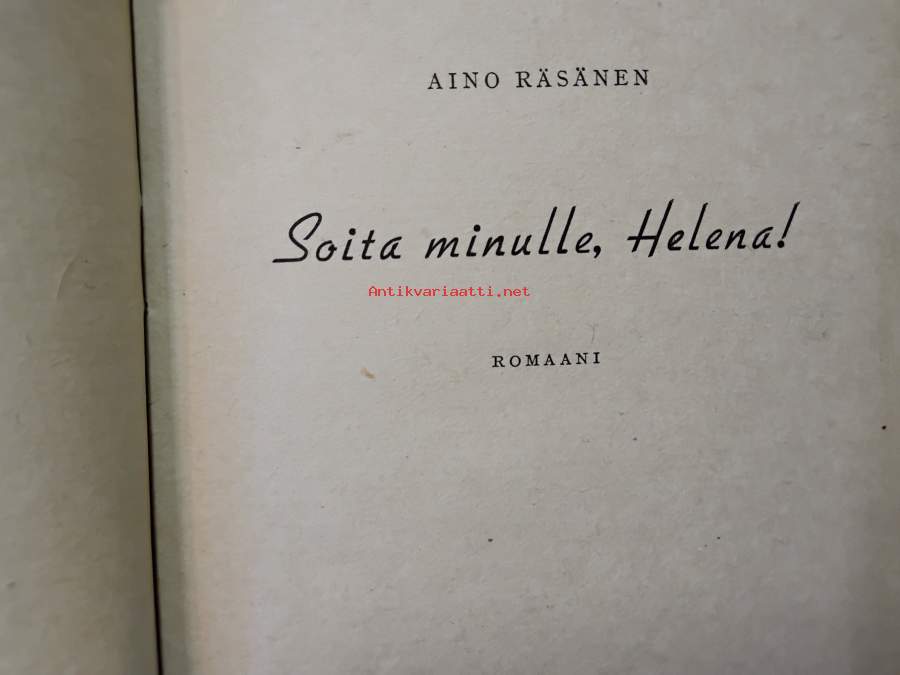 AINO RÄSÄNEN
Soita minulle, Helena!
Antikvariaatti.net
ROMAANI